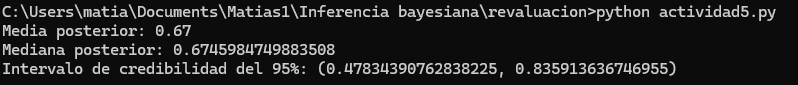 C:\Users\matia\Documents\Matias1\Inferencia bayesiana\revaluacion>python actividad5.py
Media posterior: 0.67
Mediana posterior: 0.6745984749883508
Intervalo de credibilidad del 95%: (0.47834390762838225, 0.835913636746955)